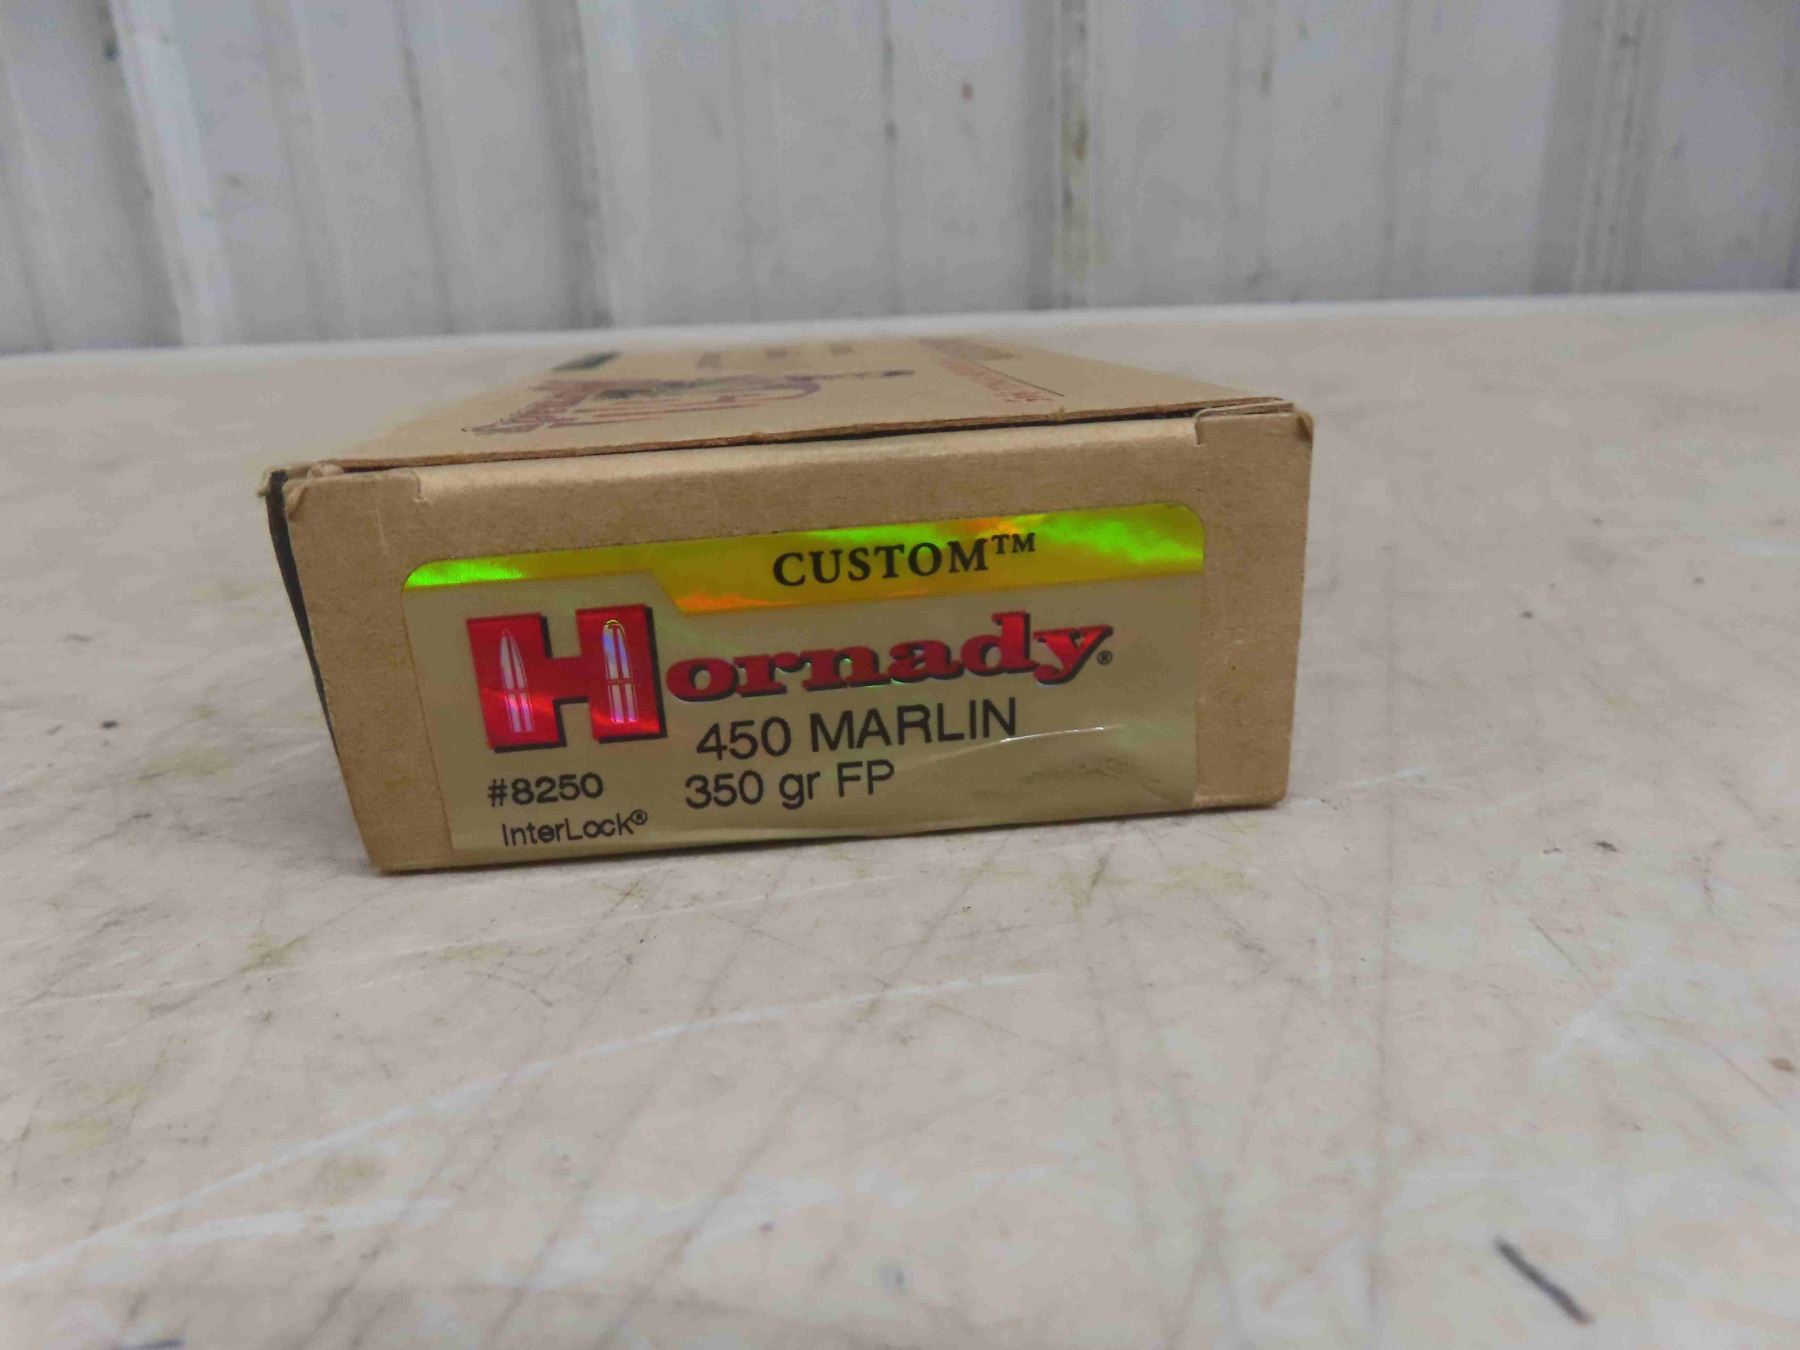 CUSTOM™
Hornady®
450 MARLIN
#8250 350 gr FP
InterLock®